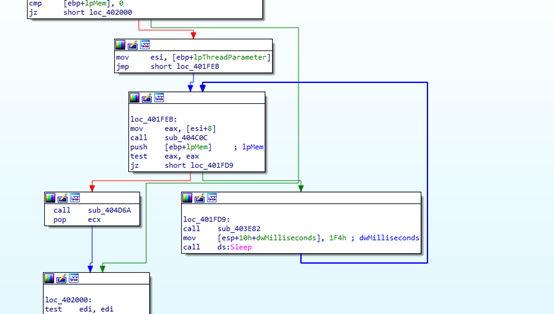 cmp [ebp+lpMem], 0
jz short loc_402000
mov esi, [ebp+lpThreadParameter]
jmp short loc_401FEB
loc_401FEB:
mov eax, [esi+8]
call sub_404C0C
push [ebp+lpMem] ; lpMem
test eax, eax
jz short loc_401FD9
call sub_404D6A
pop ecx
loc_401FD9:
call sub_403E82
mov [esp+10h+dwMilliseconds], 1F4h ; dwMilliseconds
call ds:Sleep
loc_402000:
test edi, edi